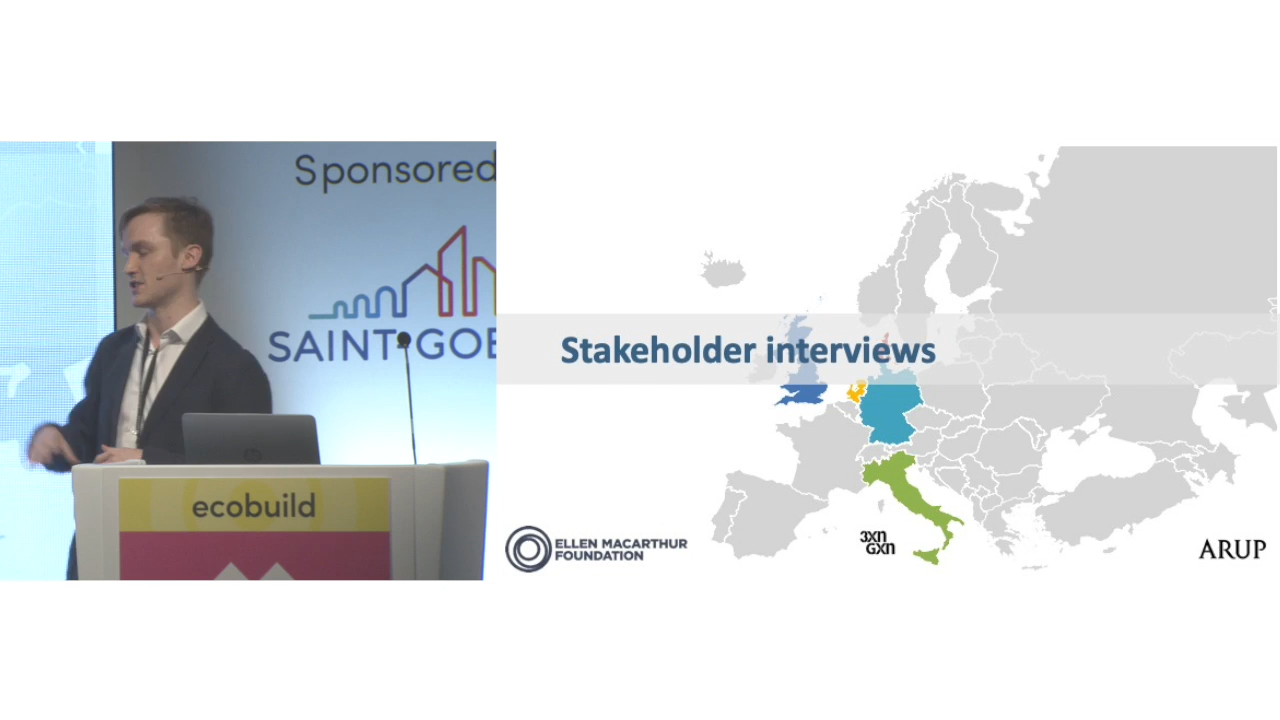 Sponsored
SAINT-GOB
ecobuild
Stakeholder interviews
ELLEN MACARTHUR
FOUNDATION
3XN
GXN
ARUP